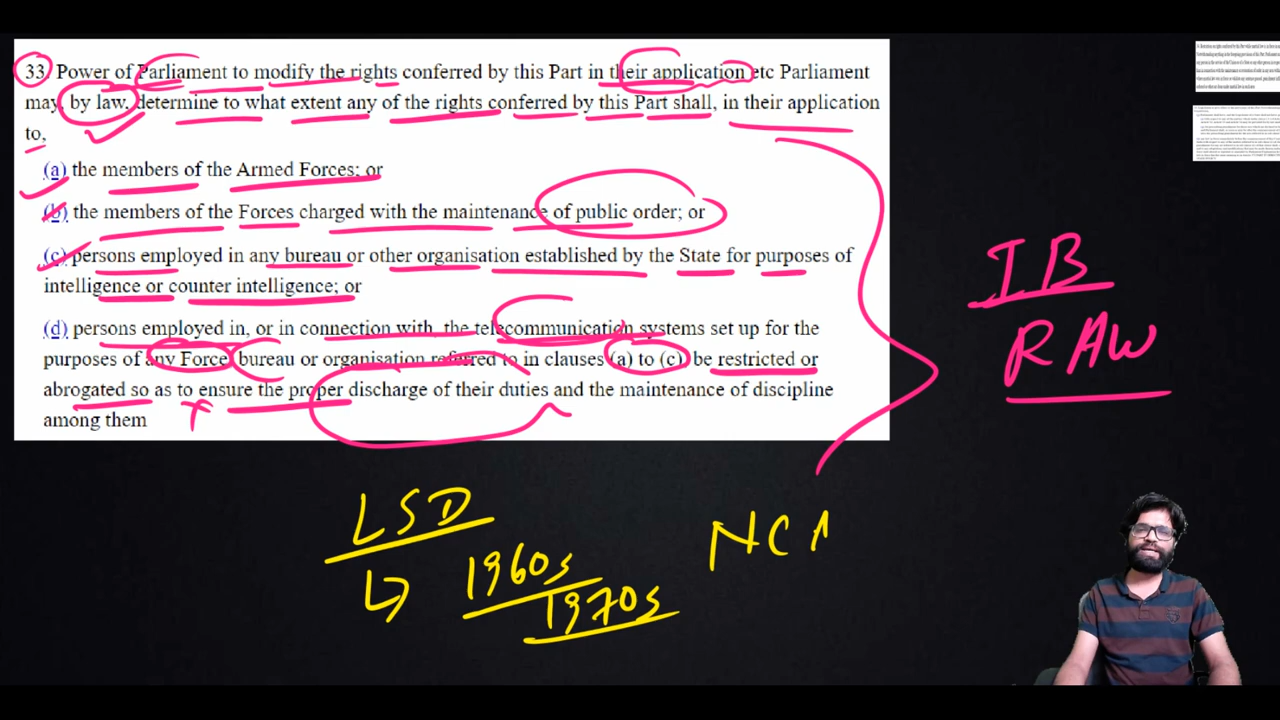 33. Power of Parliament to modify the rights conferred by this Part in their application etc Parliament
may, by law, determine to what extent any of the rights conferred by this Part shall, in their application
to,
(a) the members of the Armed Forces; or
(b) the members of the Forces charged with the maintenance of public order; or
(c) persons employed in any bureau or other organisation established by the State for purposes of
intelligence or counter intelligence; or
(d) persons employed in, or in connection with, the telecommunication systems set up for the
purposes of any Force, bureau or organisation referred to in clauses (a) to (c), be restricted or
abrogated so as to ensure the proper discharge of their duties and the maintenance of discipline
among them
IB
RAW
LSD
1960s
1970s
NC